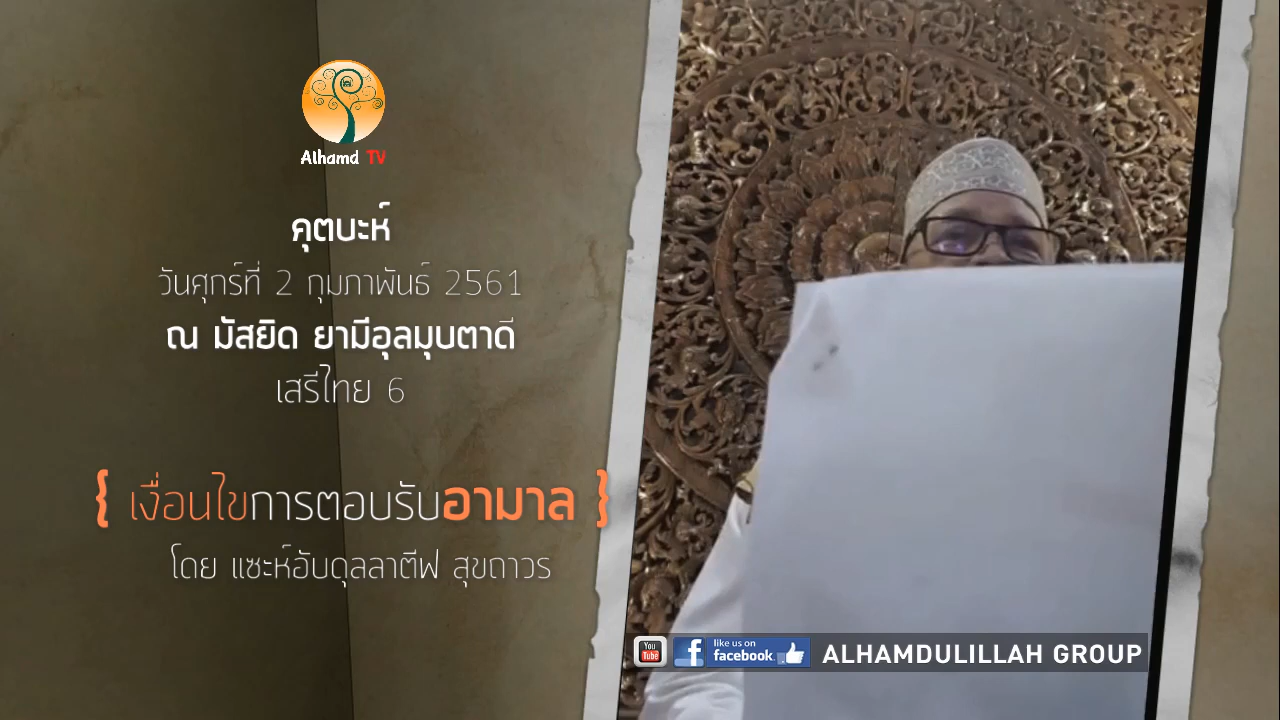 Alhamd TV
คุตบะห์
วันศุกร์ที่ 2 กุมภาพันธ์ 2561
ณ มัสยิด ยามีอุลมุบตาดี
เสรีไทย 6
{ เงื่อนไขการตอบรับอามาล }
โดย แซะห์อับดุลลาตีฟ สุขถาวร
You Tube
like us on facebook
ALHAMDULILLAH GROUP